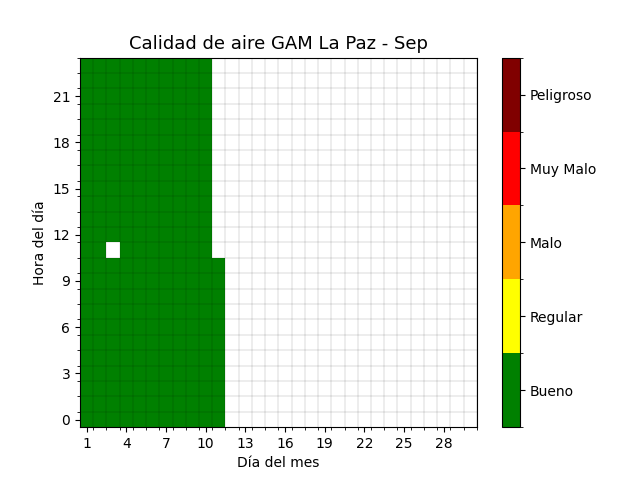 Calidad de aire GAM La Paz - Sep
Hora del día
21
18
15
12
9
6
3
0
1 4 7 10 13 16 19 22 25 28
Día del mes
Peligroso
Muy Malo
Malo
Regular
Bueno